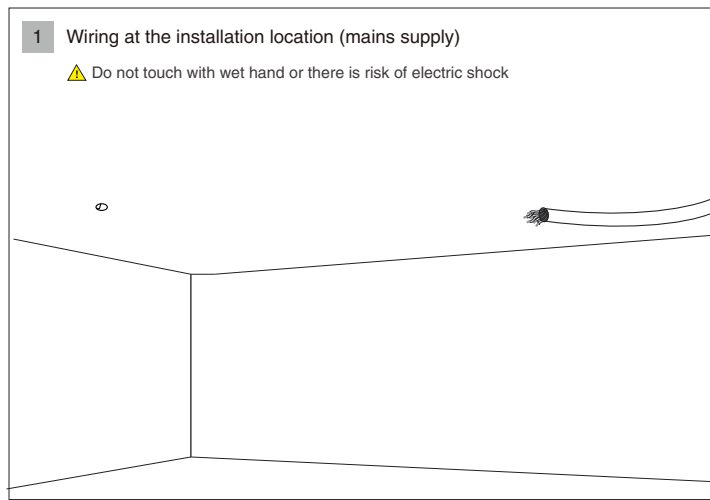 1 Wiring at the installation location (mains supply)
Do not touch with wet hand or there is risk of electric shock